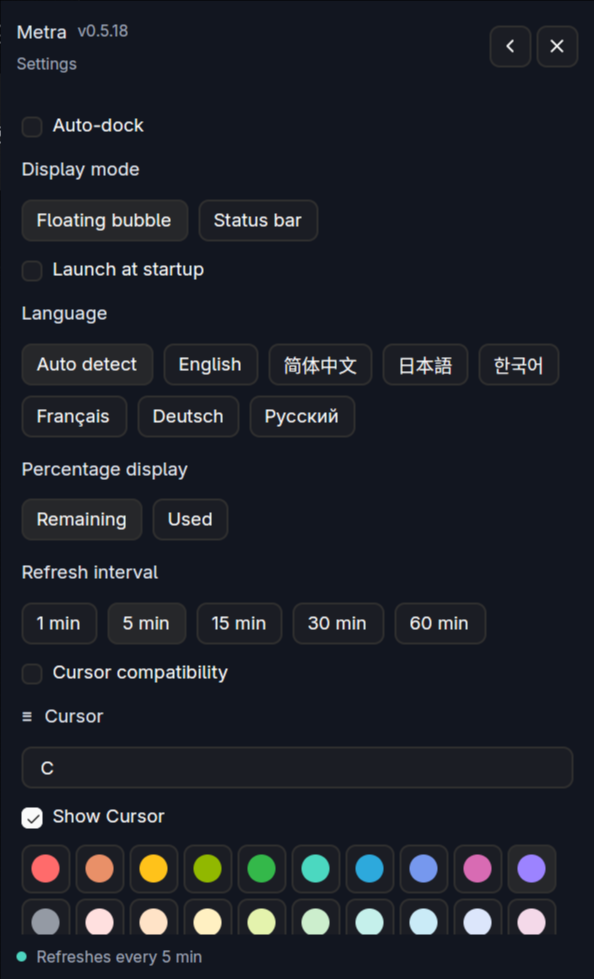 Metra v0.5.18
Settings
Auto-dock
Display mode
Floating bubble Status bar
Launch at startup
Language
Auto detect English 简体中文 日本語 한국어
Français Deutsch Русский
Percentage display
Remaining Used
Refresh interval
1 min 5 min 15 min 30 min 60 min
Cursor compatibility
Cursor
C
Show Cursor
Refreshes every 5 min